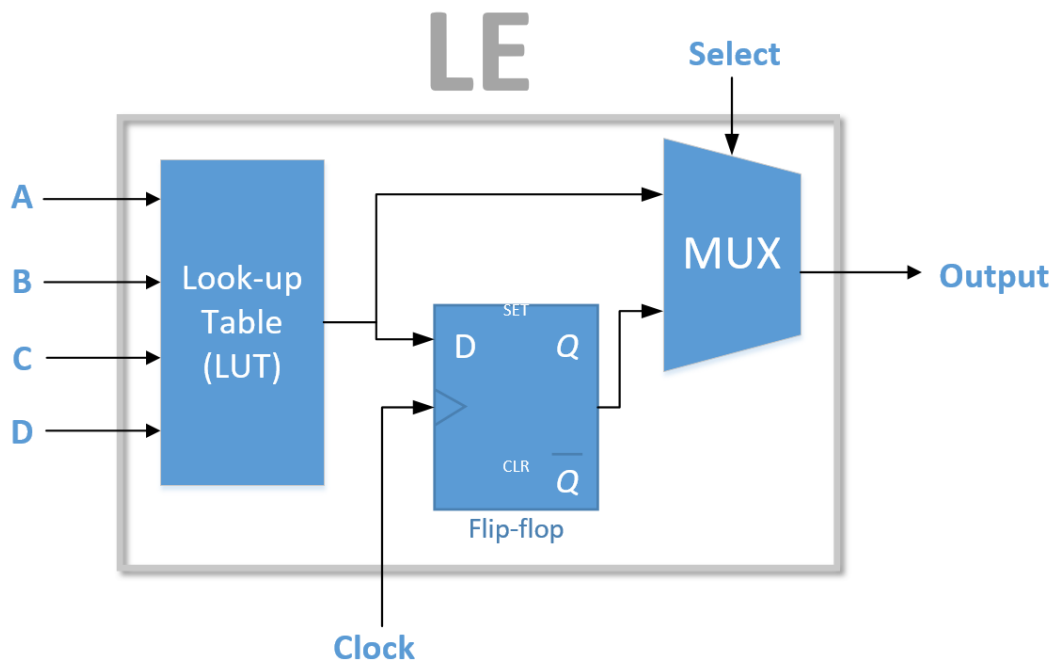 LE
Select
A
B
C
D
Look-up
Table
(LUT)
MUX
Output
SET
D Q
CLR
Q
Flip-flop
Clock